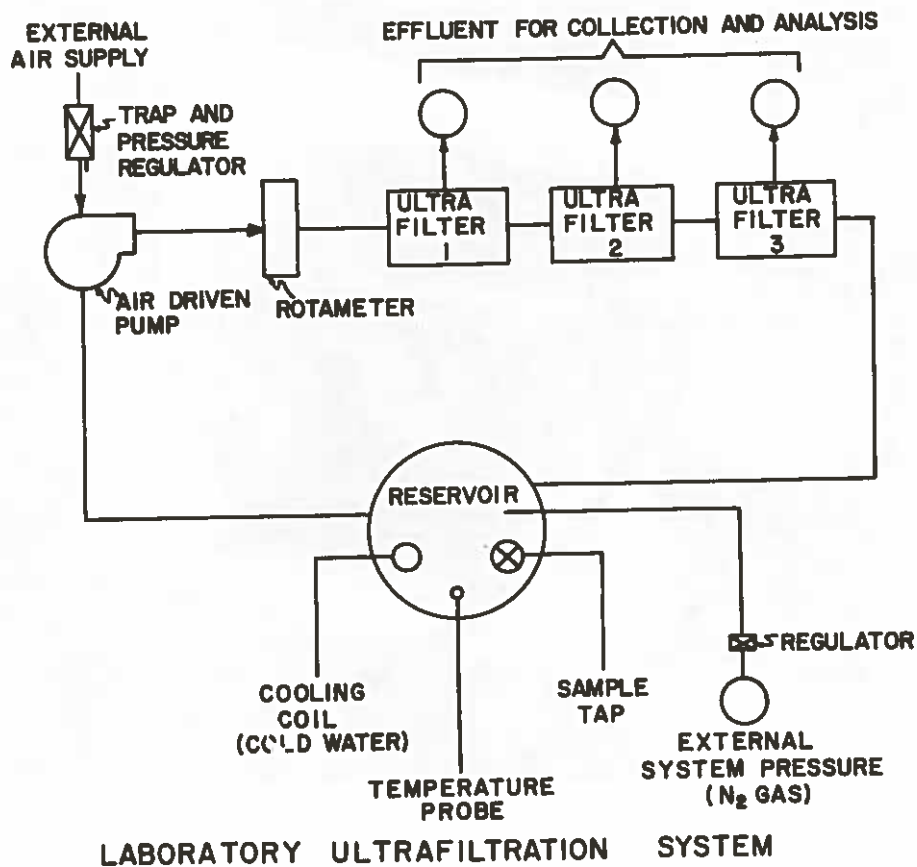 EXTERNAL
AIR SUPPLY
EFFLUENT FOR COLLECTION AND ANALYSIS
TRAP AND
PRESSURE
REGULATOR
ULTRA
FILTER
1
ULTRA
FILTER
2
ULTRA
FILTER
3
AIR DRIVEN
PUMP
ROTAMETER
RESERVOIR
REGULATOR
COOLING
COIL
(COLD WATER)
SAMPLE
TAP
EXTERNAL
SYSTEM PRESSURE
(N₂ GAS)
TEMPERATURE
PROBE
LABORATORY ULTRAFILTRATION SYSTEM